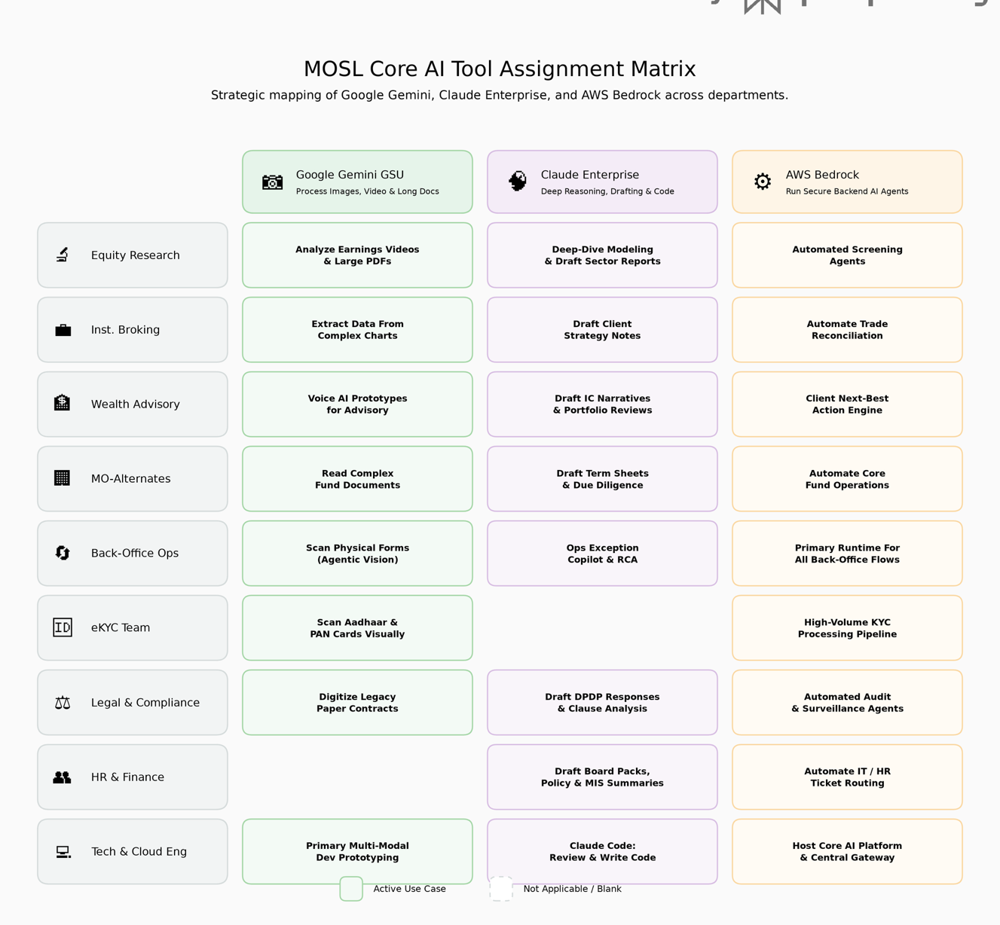 MOSL Core AI Tool Assignment Matrix
Strategic mapping of Google Gemini, Claude Enterprise, and AWS Bedrock across departments.
Google Gemini GSU
Process Images, Video & Long Docs
Claude Enterprise
Deep Reasoning, Drafting & Code
AWS Bedrock
Run Secure Backend AI Agents
Equity Research
Analyze Earnings Videos
& Large PDFs
Deep-Dive Modeling
& Draft Sector Reports
Automated Screening
Agents
Inst. Broking
Extract Data From
Complex Charts
Draft Client
Strategy Notes
Automate Trade
Reconciliation
Wealth Advisory
Voice AI Prototypes
for Advisory
Draft IC Narratives
& Portfolio Reviews
Client Next-Best
Action Engine
MO-Alternates
Read Complex
Fund Documents
Draft Term Sheets
& Due Diligence
Automate Core
Fund Operations
Back-Office Ops
Scan Physical Forms
(Agentic Vision)
Ops Exception
Copilot & RCA
Primary Runtime For
All Back-Office Flows
ID
eKYC Team
Scan Aadhaar &
PAN Cards Visually
High-Volume KYC
Processing Pipeline
Legal & Compliance
Digitize Legacy
Paper Contracts
Draft DPDP Responses
& Clause Analysis
Automated Audit
& Surveillance Agents
HR & Finance
Draft Board Packs,
Policy & MIS Summaries
Automate IT / HR
Ticket Routing
Tech & Cloud Eng
Primary Multi-Modal
Dev Prototyping
Claude Code:
Review & Write Code
Host Core AI Platform
& Central Gateway
Active Use Case
Not Applicable / Blank